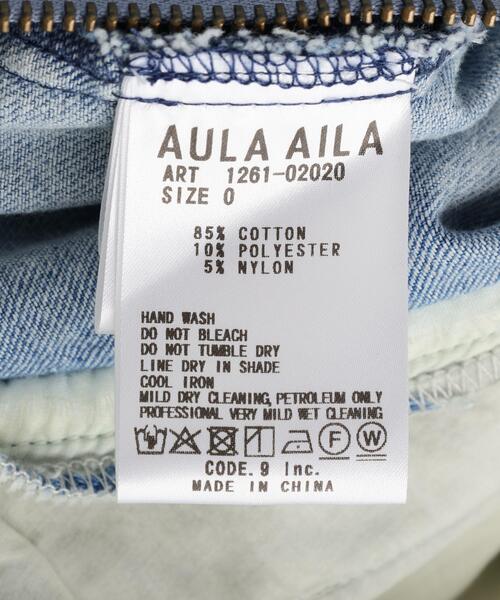 AULA AILA
ART 1261-02020
SIZE 0
85% COTTON
10% POLYESTER
5% NYLON
HAND WASH
DO NOT BLEACH
DO NOT TUMBLE DRY
LINE DRY IN SHADE
COOL IRON
MILD DRY CLEANING, PETROLEUM ONLY
PROFESSIONAL VERY MILD WET CLEANING
F W
CODE. 9 Inc.
MADE IN CHINA